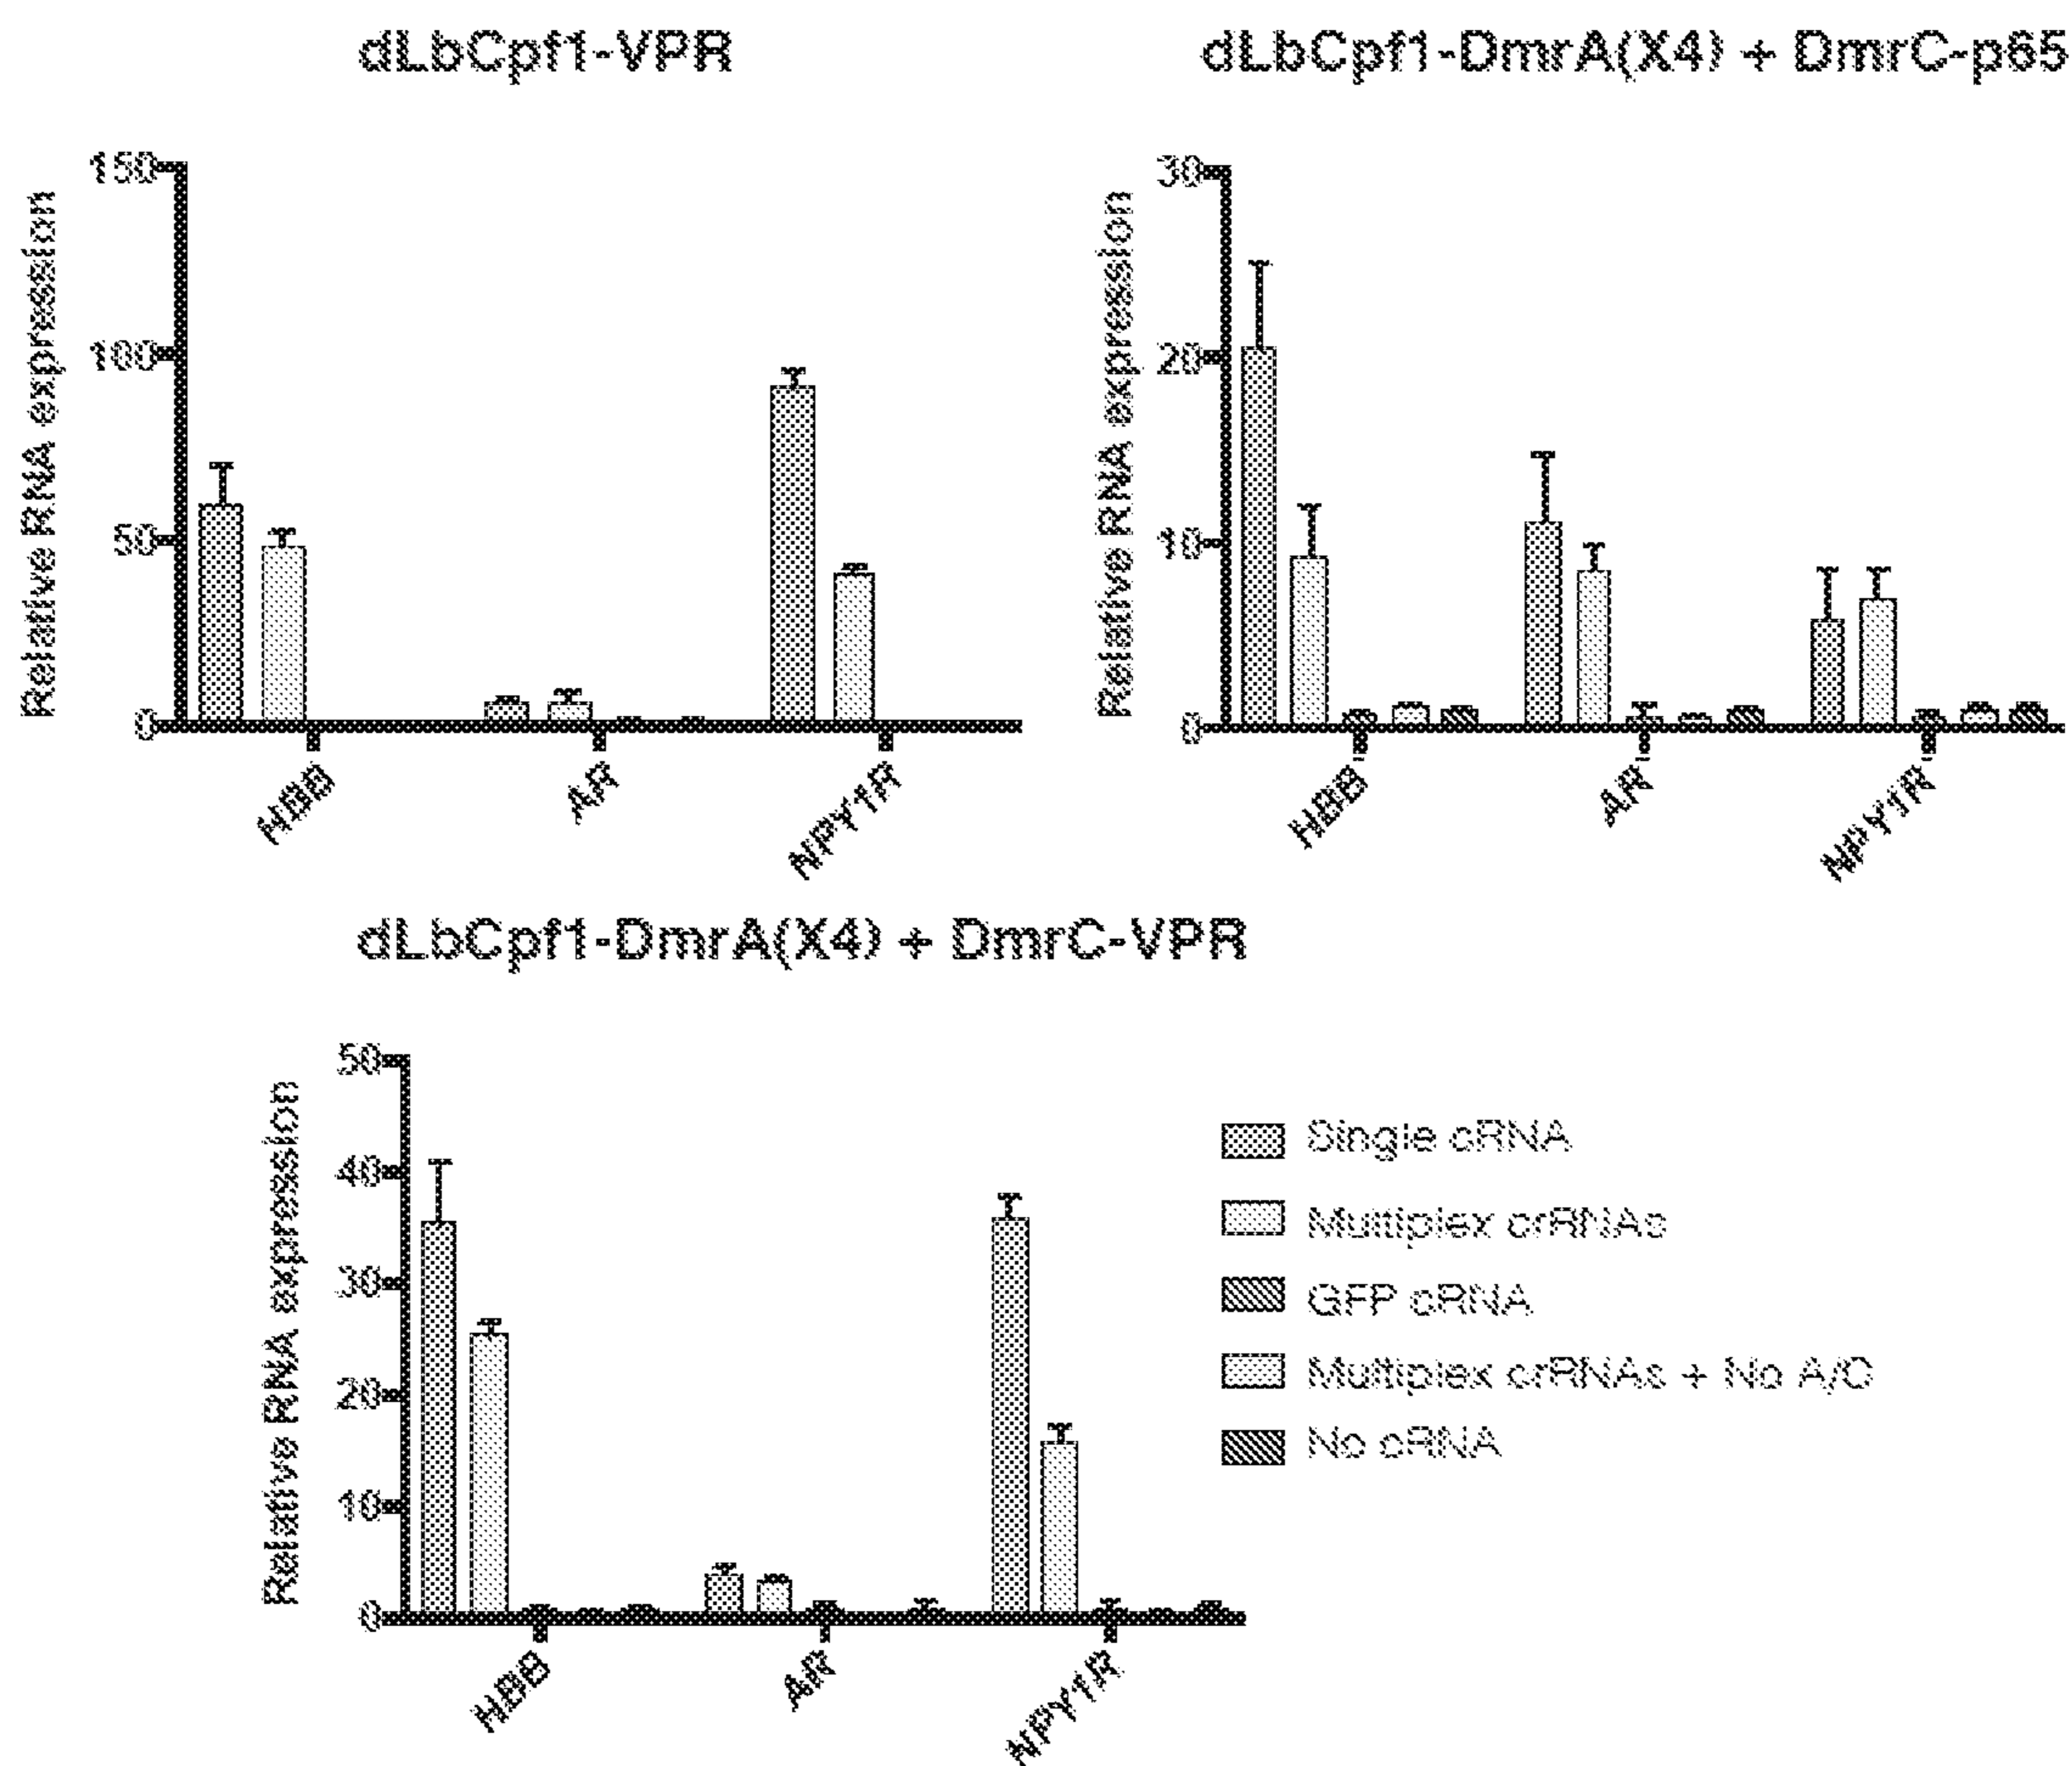 dLbCpf1-VPR
Relative RNA expression
150
100
50
0
HBB
AR
NPY1R
dLbCpf1-DmrA(X4) + DmrC-p65
Relative RNA expression
30
20
10
0
HBB
AR
NPY1R
dLbCpf1-DmrA(X4) + DmrC-VPR
Relative RNA expression
50
40
30
20
10
0
HBB
AR
NPY1R
Single cRNA
Multiplex crRNAs
GFP cRNA
Multiplex crRNAs + No A/C
No cRNA